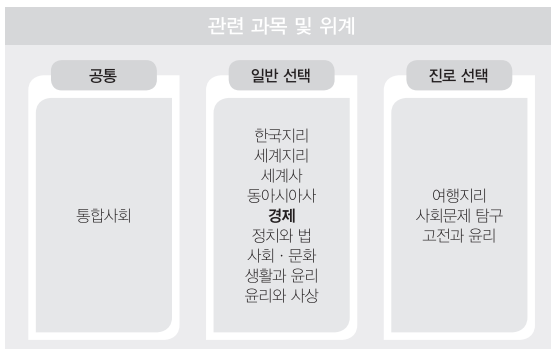 관련 과목 및 위계
공통
통합사회
일반 선택
한국지리
세계지리
세계사
동아시아사
경제
정치와 법
사회 · 문화
생활과 윤리
윤리와 사상
진로 선택
여행지리
사회문제 탐구
고전과 윤리